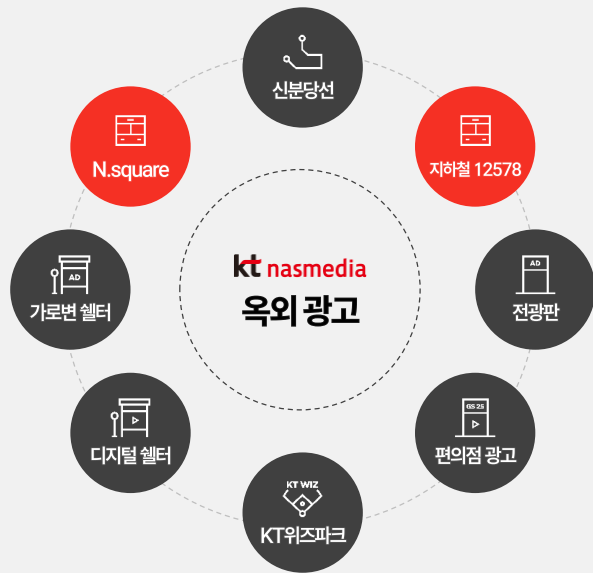 신분당선
N.square
지하철 12578
kt nasmedia
옥외 광고
AD
가로변 쉘터
AD
전광판
디지털 쉘터
GS 25
편의점 광고
KT WIZ
KT위즈파크